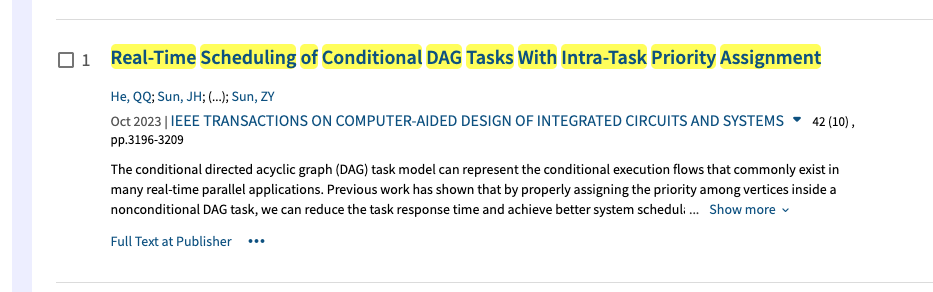 1 Real-Time Scheduling of Conditional DAG Tasks With Intra-Task Priority Assignment
He, QQ; Sun, JH; (...); Sun, ZY
Oct 2023 | IEEE TRANSACTIONS ON COMPUTER-AIDED DESIGN OF INTEGRATED CIRCUITS AND SYSTEMS 42 (10) ,
pp.3196-3209
The conditional directed acyclic graph (DAG) task model can represent the conditional execution flows that commonly exist in
many real-time parallel applications. Previous work has shown that by properly assigning the priority among vertices inside a
nonconditional DAG task, we can reduce the task response time and achieve better system ... Show more
Full Text at Publisher •••